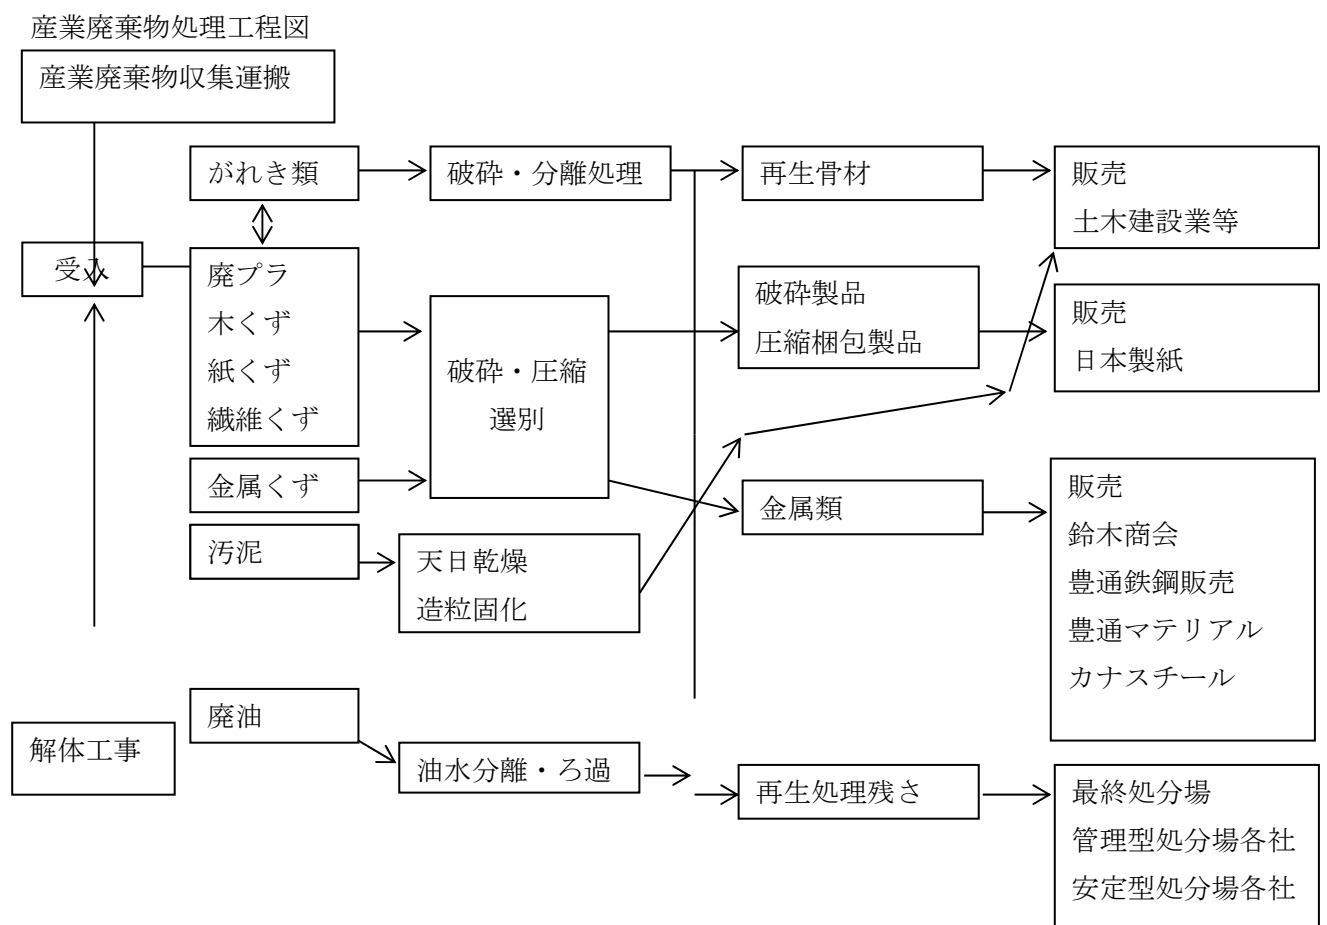 産業廃棄物処理工程図
産業廃棄物収集運搬
がれき類
破砕・分離処理
再生骨材
販売
土木建設業等
受入
廃プラ
木くず
紙くず
繊維くず
破砕・圧縮
選別
破砕製品
圧縮梱包製品
販売
日本製紙
金属くず
金属類
販売
鈴木商会
豊通鉄鋼販売
豊通マテリアル
カナスチール
汚泥
天日乾燥
造粒固化
廃油
解体工事
油水分離・ろ過
再生処理残さ
最終処分場
管理型処分場各社
安定型処分場各社